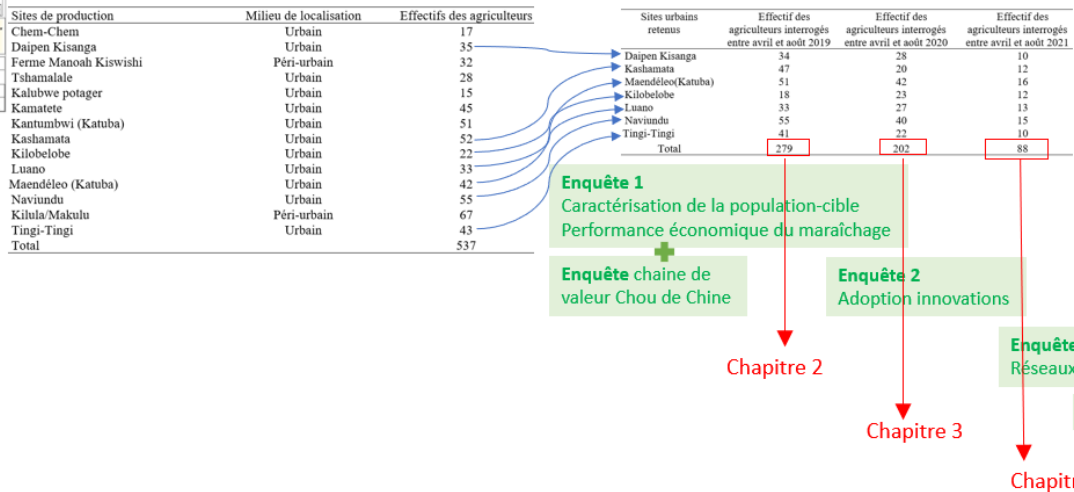 Sites de production Milieu de localisation Effectifs des agriculteurs
Chem-Chem Urbain 17
Daipen Kisanga Urbain 35
Ferme Manoah Kiswishi Péri-urbain 32
Tshamalale Urbain 28
Kalubwe potager Urbain 15
Kamatete Urbain 45
Kantumbwi (Katuba) Urbain 51
Kashamata Urbain 52
Kilobelobe Urbain 22
Luano Urbain 33
Maendéleo (Katuba) Urbain 42
Naviundu Urbain 55
Kilula/Makulu Péri-urbain 67
Tingi-Tingi Urbain 43
Total 537
Sites urbains Effectif des Effectif des Effectif des
retenus agriculteurs interrogés agriculteurs interrogés agriculteurs interrogés
entre avril et août 2019 entre avril et août 2020 entre avril et août 2021
Daipen Kisanga 34 28 10
Kashamata 47 20 12
Maendéleo(Katuba) 51 42 16
Kilobelobe 18 23 12
Luano 33 27 13
Naviundu 55 40 15
Tingi-Tingi 41 22 10
Total 279 202 88
Enquête 1
Caractérisation de la population-cible
Performance économique du maraîchage
Enquête chaine de
valeur Chou de Chine
Enquête 2
Adoption innovations
Enquête
Réseaux
Chapitre 2
Chapitre 3
Chapitr